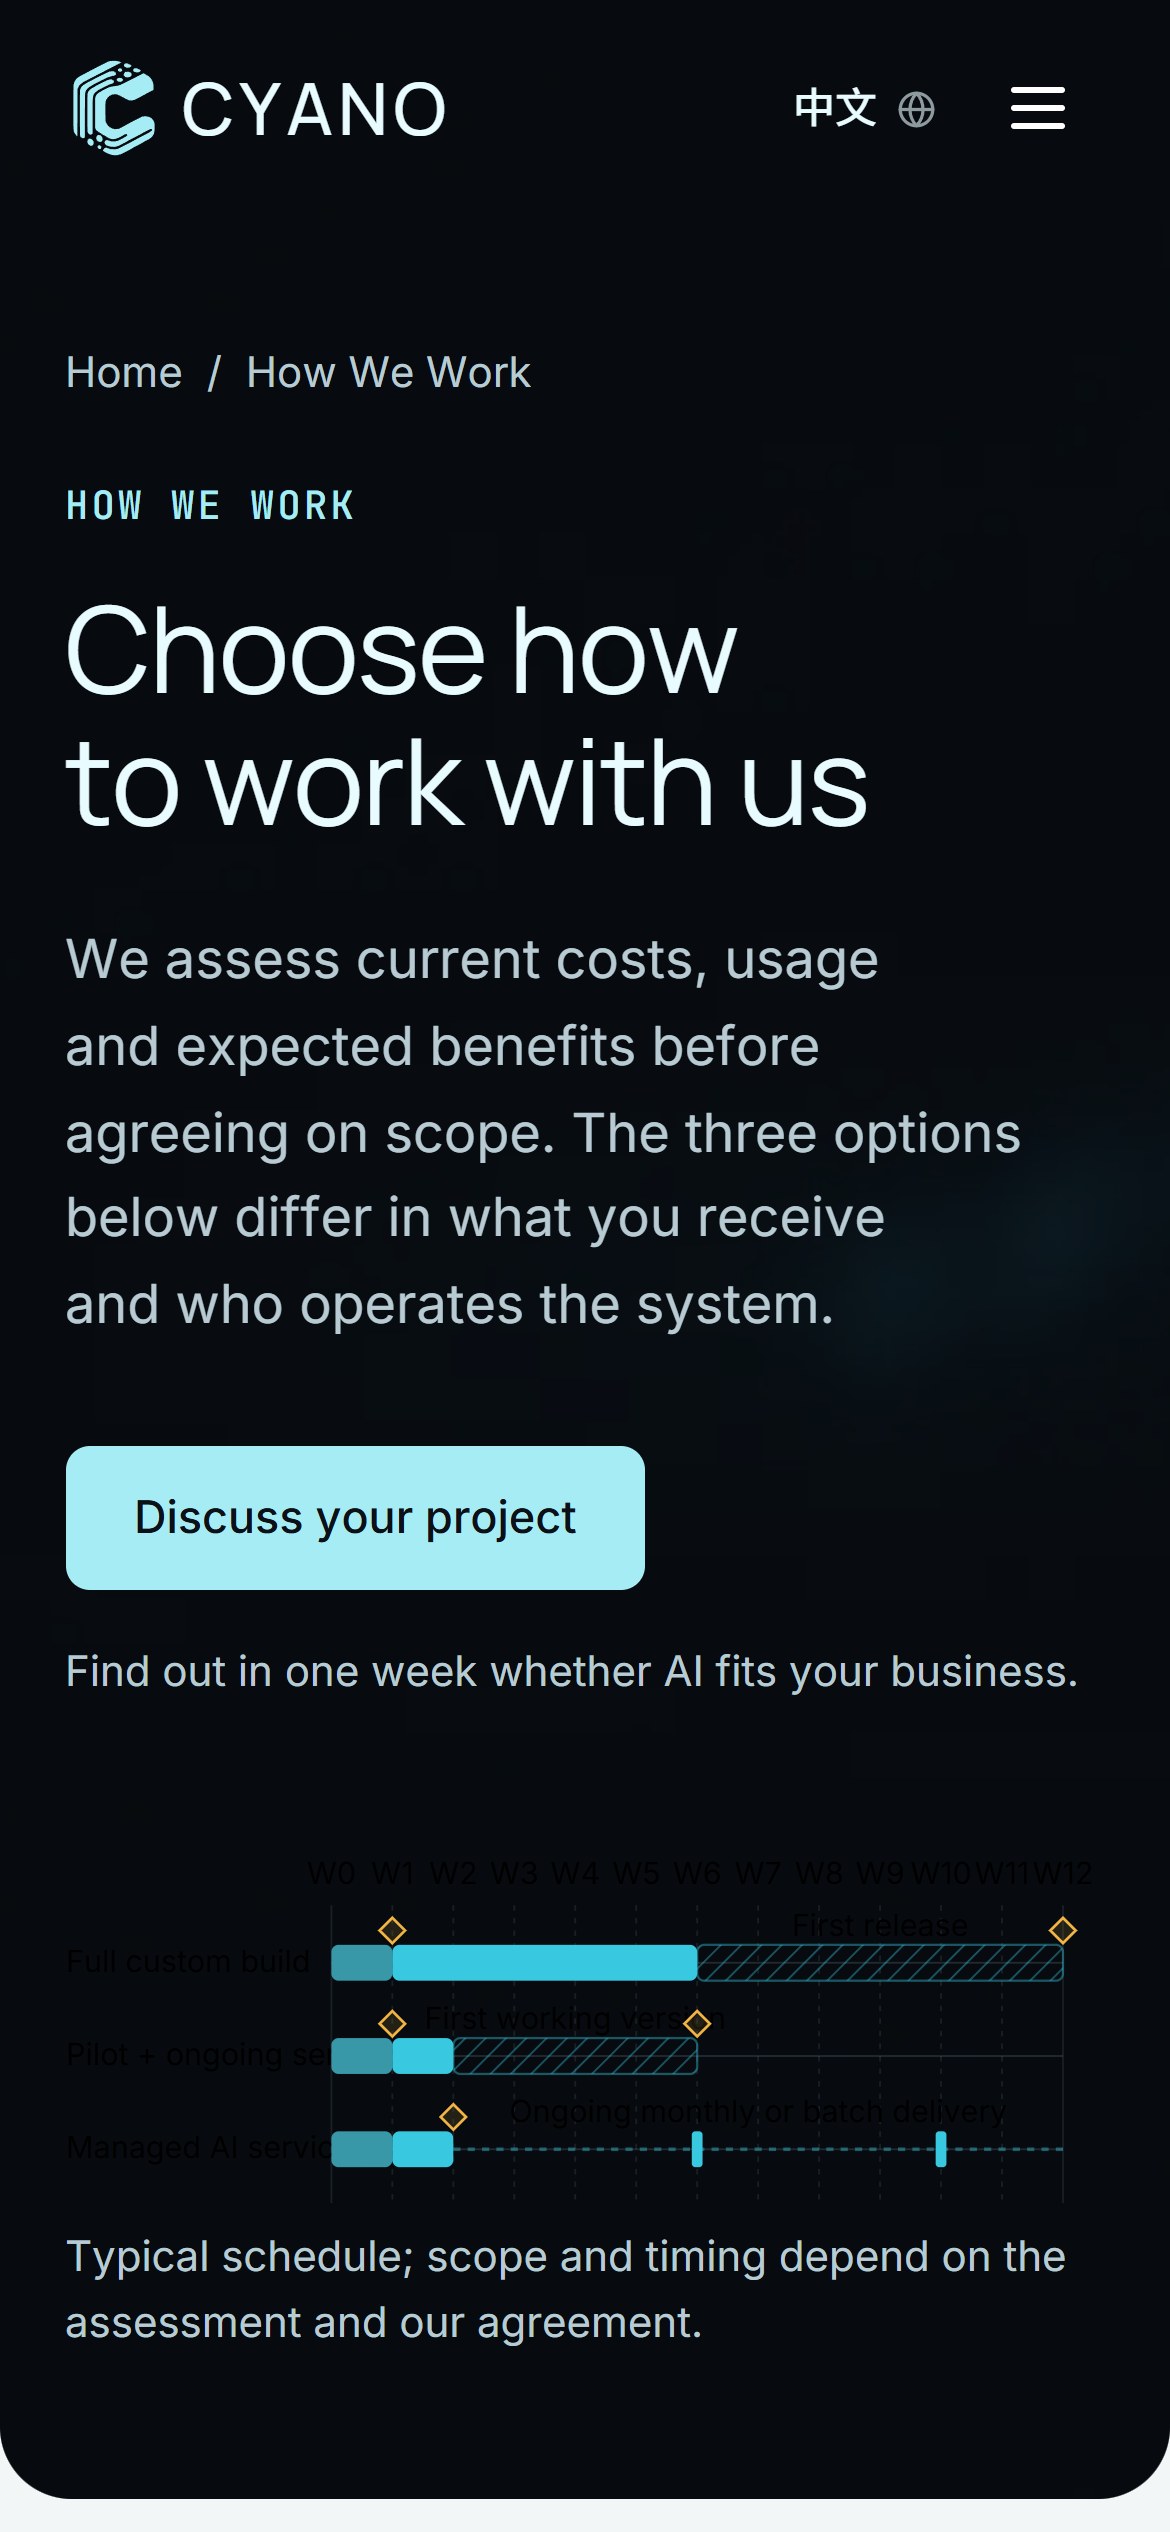 CYANO
中文
Home / How We Work
HOW WE WORK
Choose how
to work with us
We assess current costs, usage
and expected benefits before
agreeing on scope. The three options
below differ in what you receive
and who operates the system.
Discuss your project
Find out in one week whether AI fits your business.
W0 W1 W2 W3 W4 W5 W6 W7 W8 W9 W10 W11 W12
First release
Full custom build
First working version
Pilot + ongoing
Ongoing monthly or batch delivery
Managed AI
Typical schedule; scope and timing depend on the
assessment and our agreement.